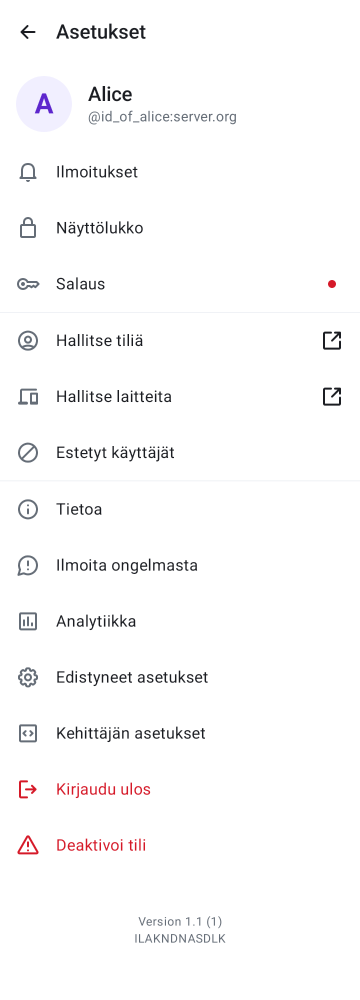 Asetukset
A
Alice
@id_of_alice:server.org
Ilmoitukset
Näyttölukko
Salaus
Hallitse tiliä
Hallitse laitteita
Estetyt käyttäjät
Tietoa
Ilmoita ongelmasta
Analytiikka
Edistyneet asetukset
Kehittäjän asetukset
Kirjaudu ulos
Deaktivoi tili
Version 1.1 (1)
ILAKNDNASDLK